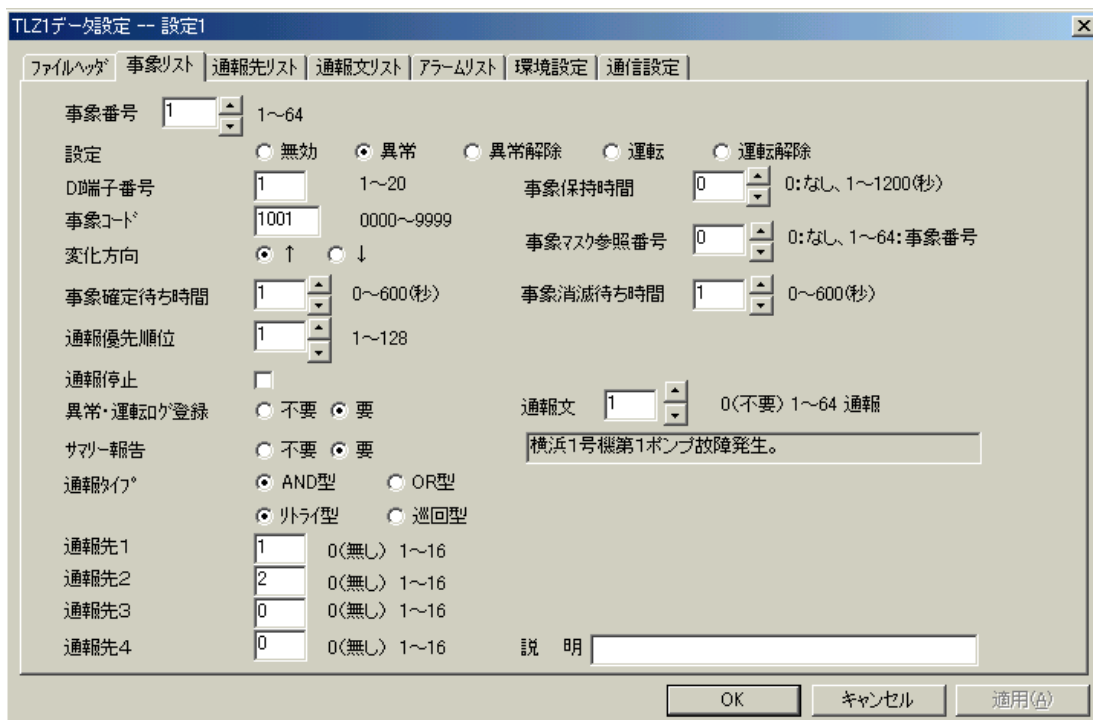 TLZ1データ設定 -- 設定1
ファイルヘッダ 事象リスト 通報先リスト 通報文リスト アラームリスト 環境設定 通信設定
事象番号 1 1～64
設定 無効 異常 異常解除 運転 運転解除
DI端子番号 1 1～20 事象保持時間 0 0:なし、1～1200(秒)
事象コード 1001 0000～9999 事象マスク参照番号 0 0:なし、1～64:事象番号
変化方向 ↑ ↓
事象確定待ち時間 1 0～600(秒) 事象消滅待ち時間 1 0～600(秒)
通報優先順位 1 1～128
通報停止
異常・運転ログ登録 不要 要 通報文 1 0(不要) 1～64 通報
サマリー報告 不要 要 横浜1号機第1ポンプ故障発生。
通報タイプ AND型 OR型
リトライ型 巡回型
通報先1 1 0(無し) 1～16
通報先2 2 0(無し) 1～16
通報先3 0 0(無し) 1～16
通報先4 0 0(無し) 1～16 説 明
OK キャンセル 適用(A)